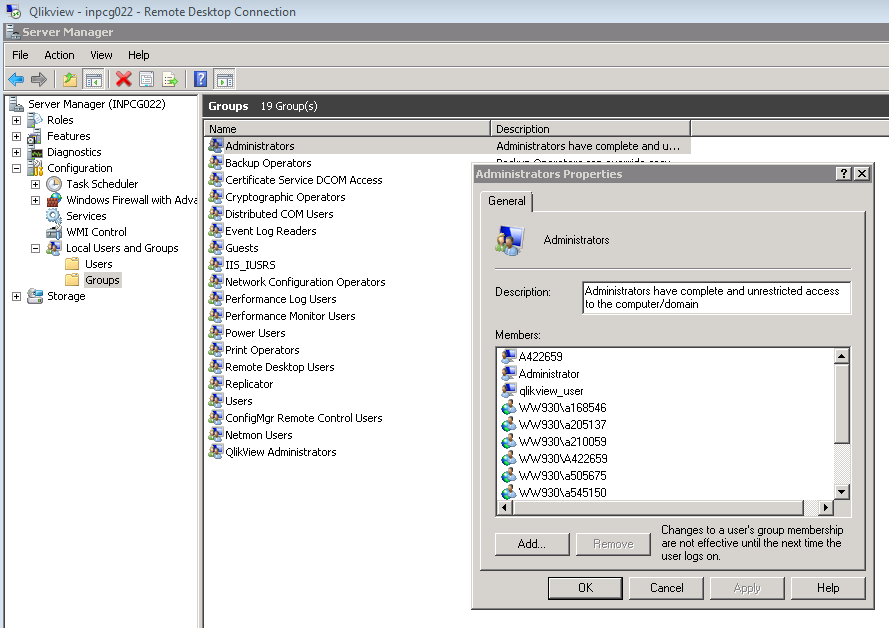 Qlikview - inpcg022 - Remote Desktop Connection
Server Manager
File Action View Help
Server Manager (INPCG022)
Roles
Features
Diagnostics
Configuration
Task Scheduler
Windows Firewall with Adva
Services
WMI Control
Local Users and Groups
Users
Groups
Storage
Groups 19 Group(s)
Name Description
Administrators Administrators have complete and u...
Backup Operators
Certificate Service DCOM Access
Cryptographic Operators
Distributed COM Users
Event Log Readers
Guests
IIS_IUSRS
Network Configuration Operators
Performance Log Users
Performance Monitor Users
Power Users
Print Operators
Remote Desktop Users
Replicator
Users
ConfigMgr Remote Control Users
Netmon Users
QlikView Administrators
Administrators Properties
General
Administrators
Description:
Administrators have complete and unrestricted access
to the computer/domain
Members:
A422659
Administrator
qlikview_user
WW930\a168546
WW930\a205137
WW930\a210059
WW930\A422659
WW930\a505675
WW930\a545150
Add... Remove
Changes to a user's group membership
are not effective until the next time the
user logs on.
OK Cancel Apply Help